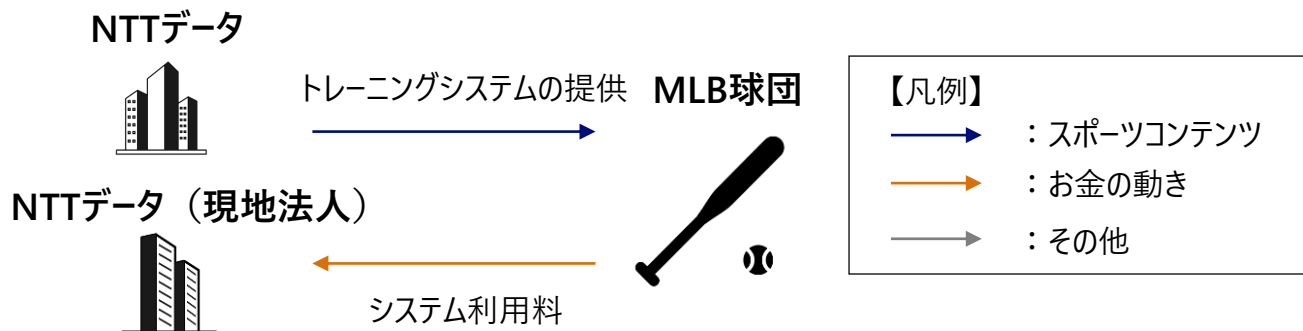 NTTデータ
トレーニングシステムの提供
MLB球団
NTTデータ（現地法人）
システム利用料
【凡例】
：スポーツコンテンツ
：お金の動き
：その他